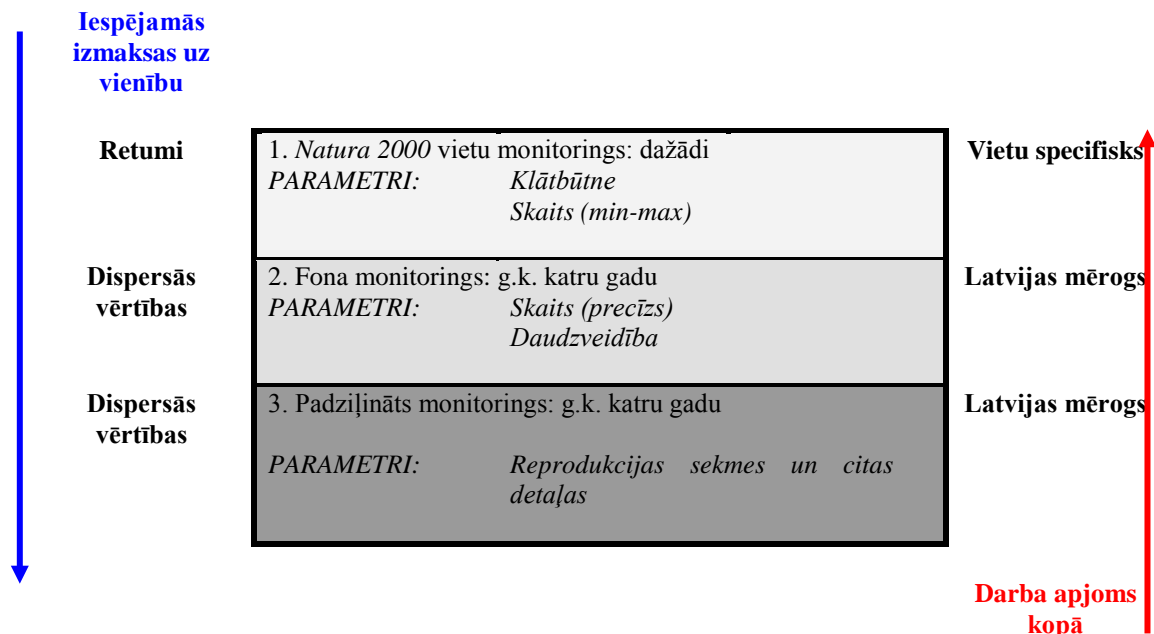 Iespējamās
izmaksas uz
vienību
Retumi
1. Natura 2000 vietu monitorings: dažādi
PARAMETRI: Klātbūtne
Skaits (min-max)
Vietu specifisks
Dispersās
vērtības
2. Fona monitorings: g.k. katru gadu
PARAMETRI: Skaits (precīzs)
Daudzveidība
Latvijas mērogs
Dispersās
vērtības
3. Padziļināts monitorings: g.k. katru gadu
PARAMETRI: Reprodukcijas sekmes un citas
detaļas
Latvijas mērogs
Darba apjoms
kopā